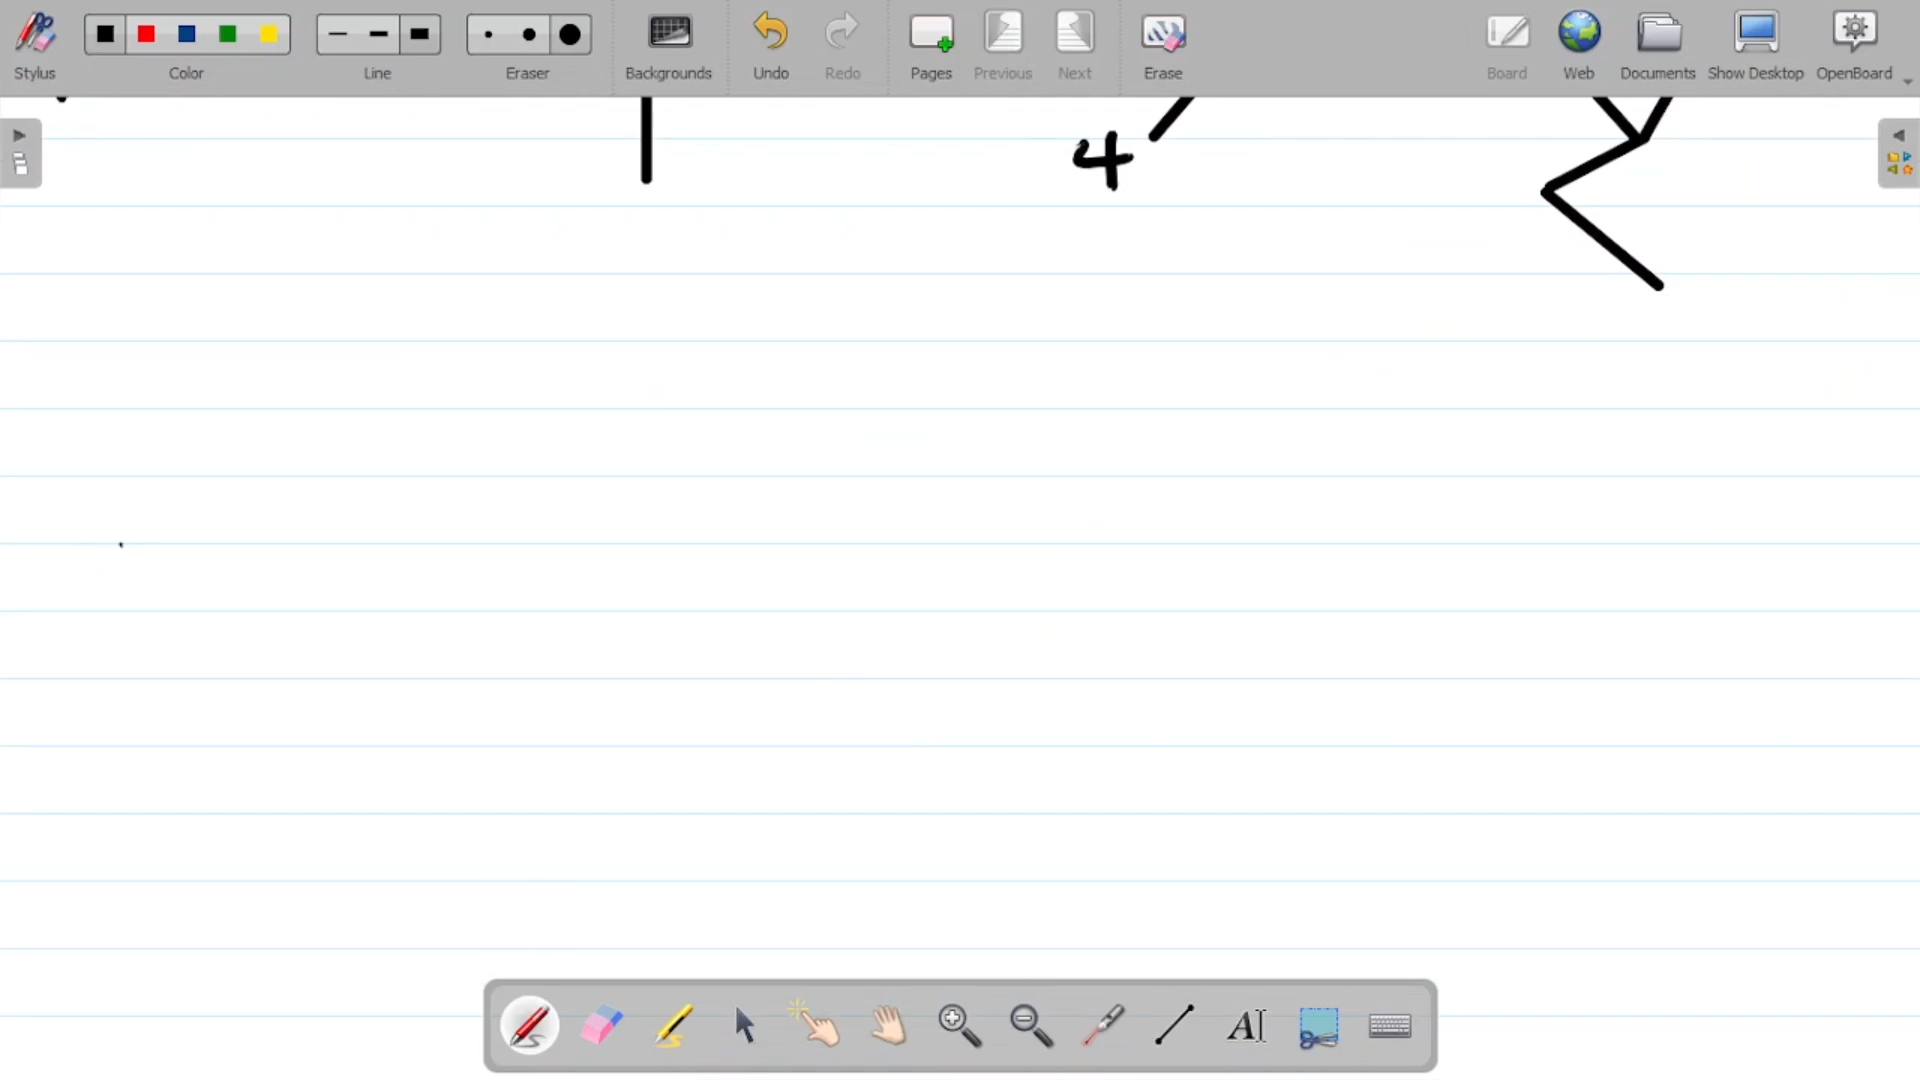 Stylus
Color
Line
Eraser
Backgrounds
Undo
Redo
Pages
Previous
Next
Erase
Board
Web
Documents
Show Desktop
OpenBoard
4